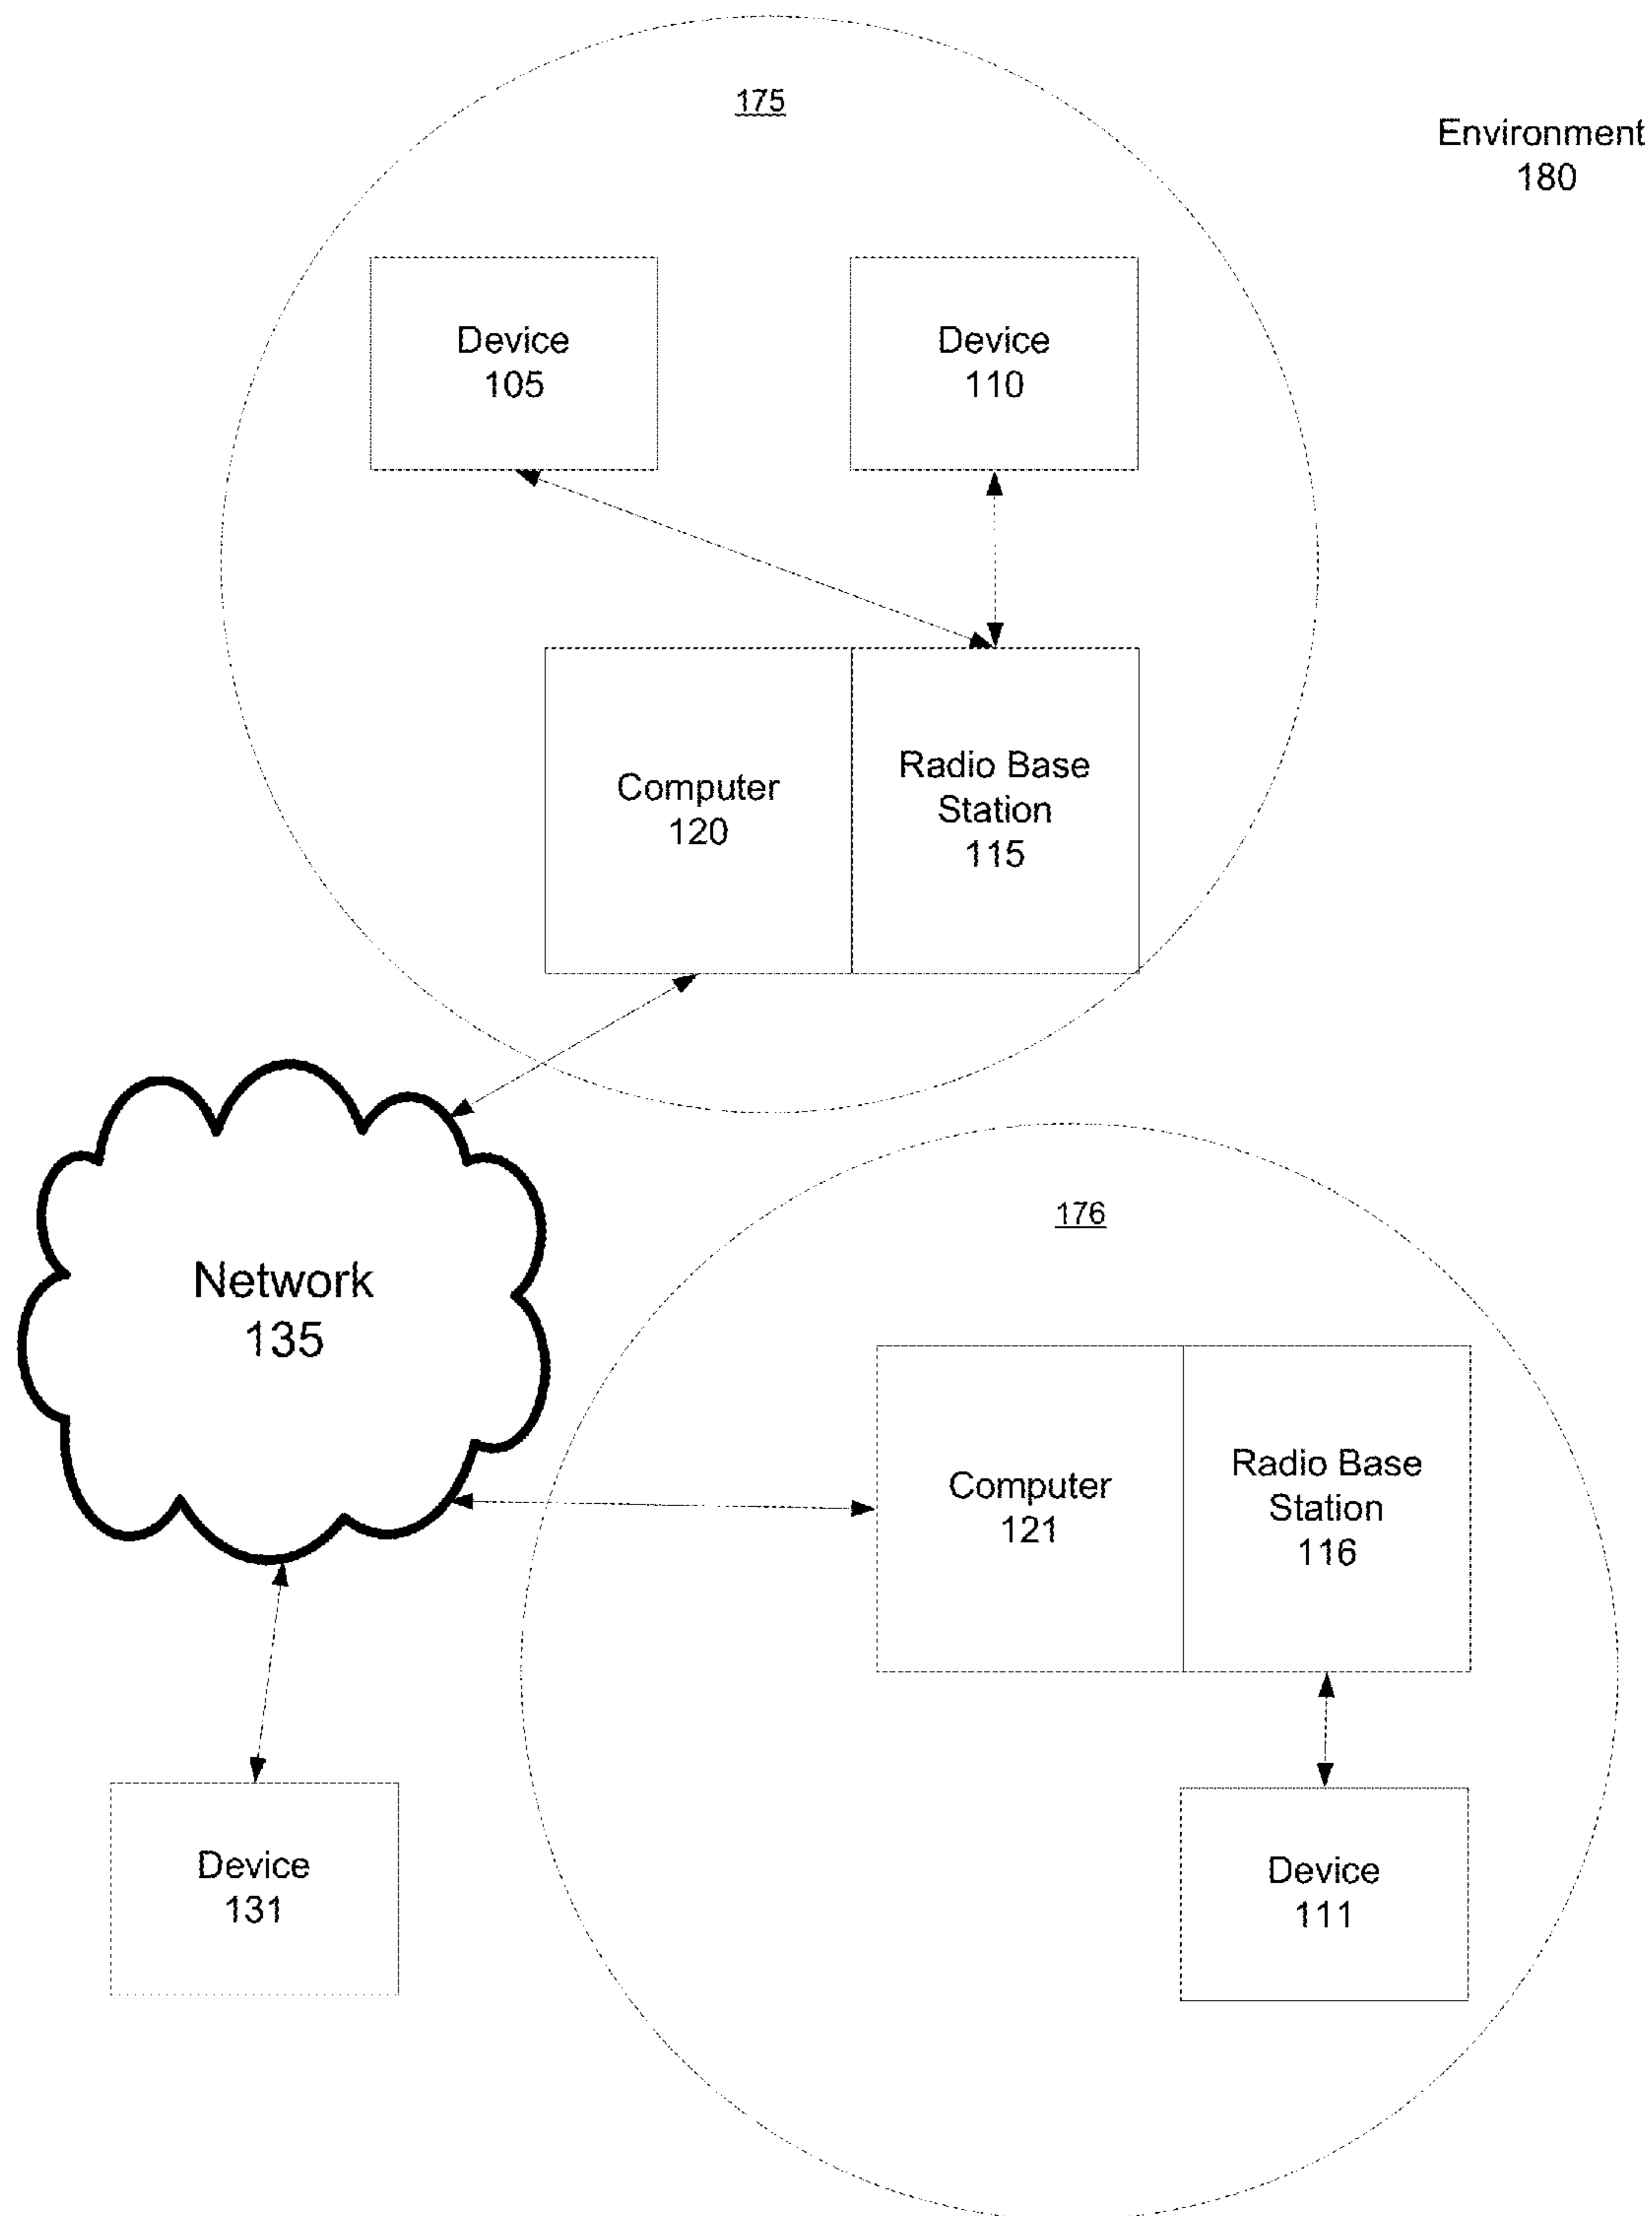 175
Environment
180
Device
105
Device
110
Computer
120
Radio Base
Station
115
Network
135
176
Computer
121
Radio Base
Station
116
Device
131
Device
111